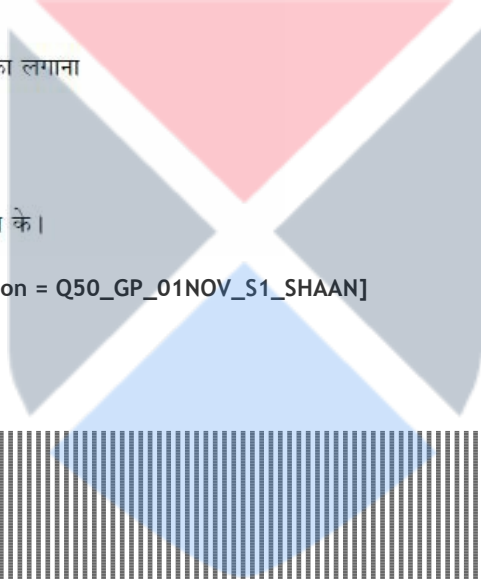 लगाना
के।
on = Q50_GP_01NOV_S1_SHAAN]